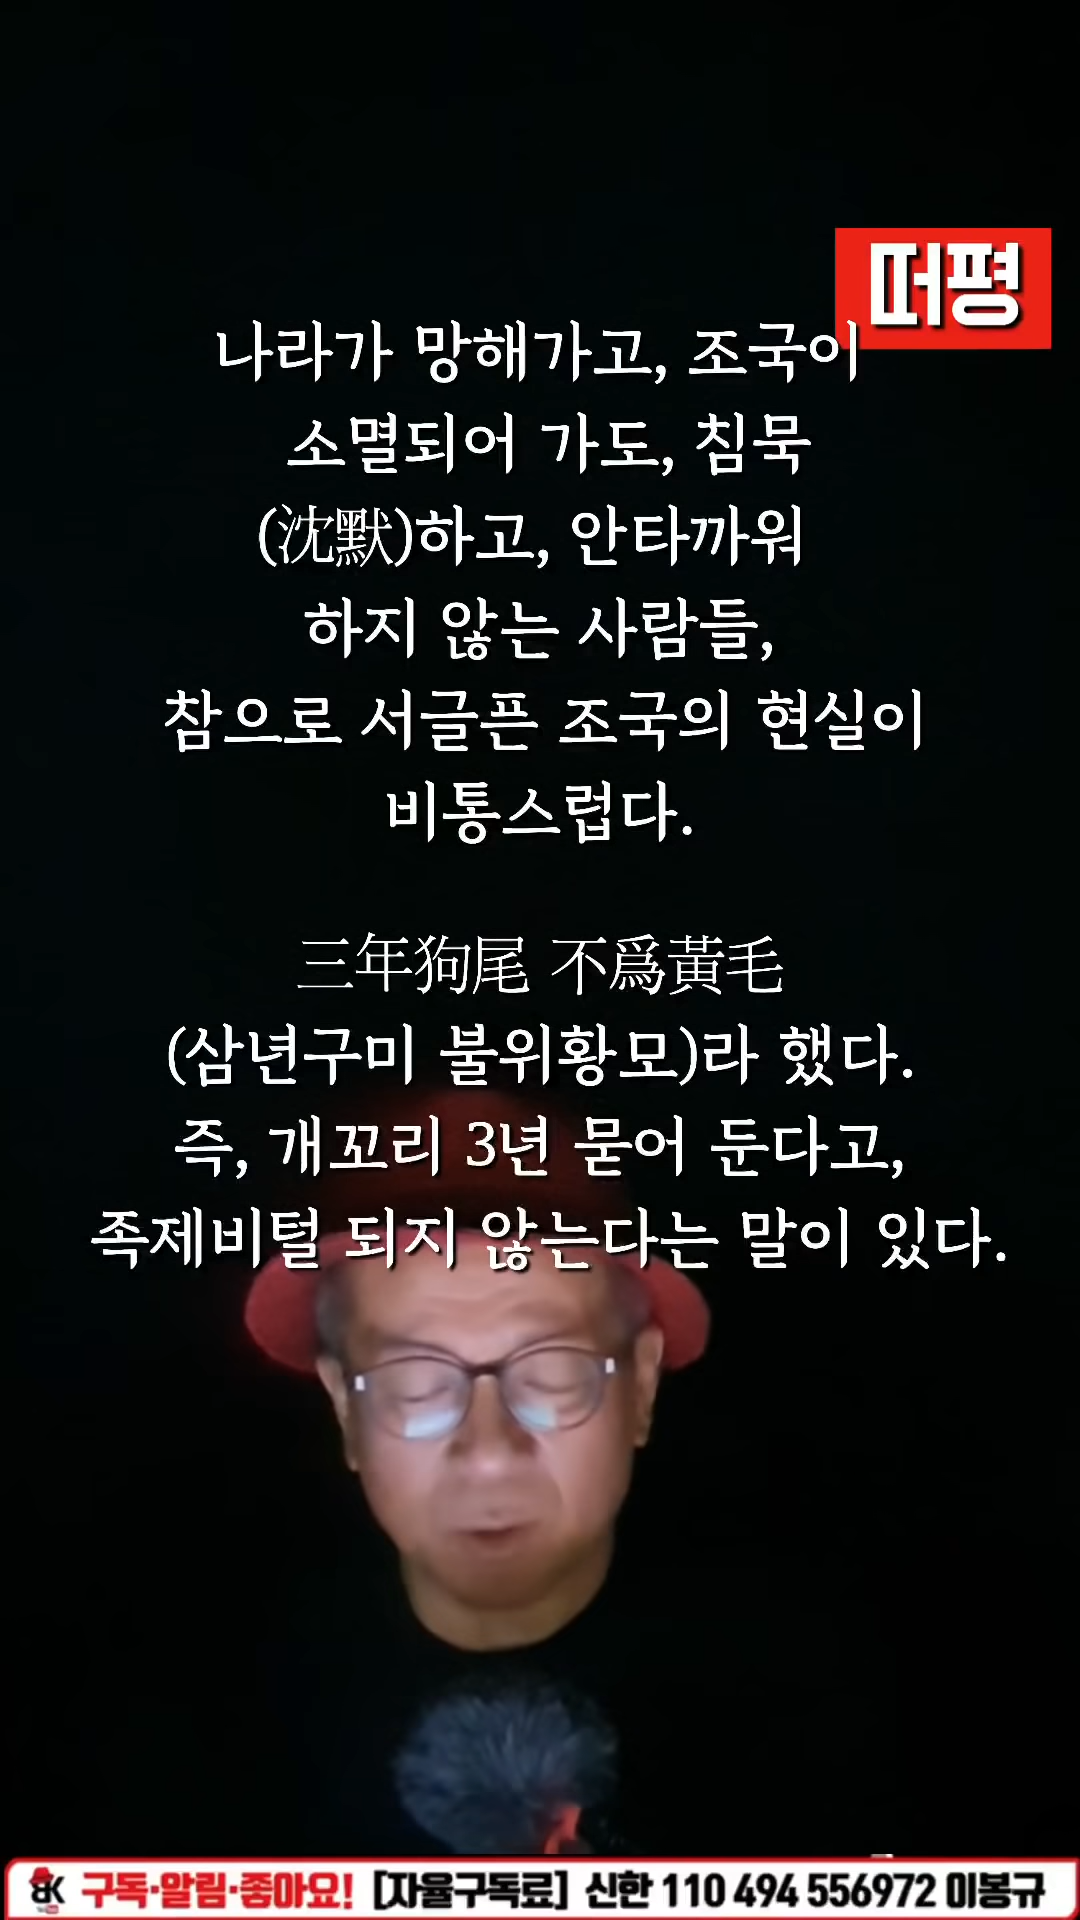 떠평
나라가 망해가고, 조국이
소멸되어 가도, 침묵
(沈默)하고, 안타까워
하지 않는 사람들,
참으로 서글픈 조국의 현실이
비통스럽다.
三年狗尾 不爲黃毛
(삼년구미 불위황모)라 했다.
즉, 개꼬리 3년 묻어 둔다고,
족제비털 되지 않는다는 말이 있다.
BK 구독·알림·좋아요! [자율구독료] 신한 110 494 556972 이봉규